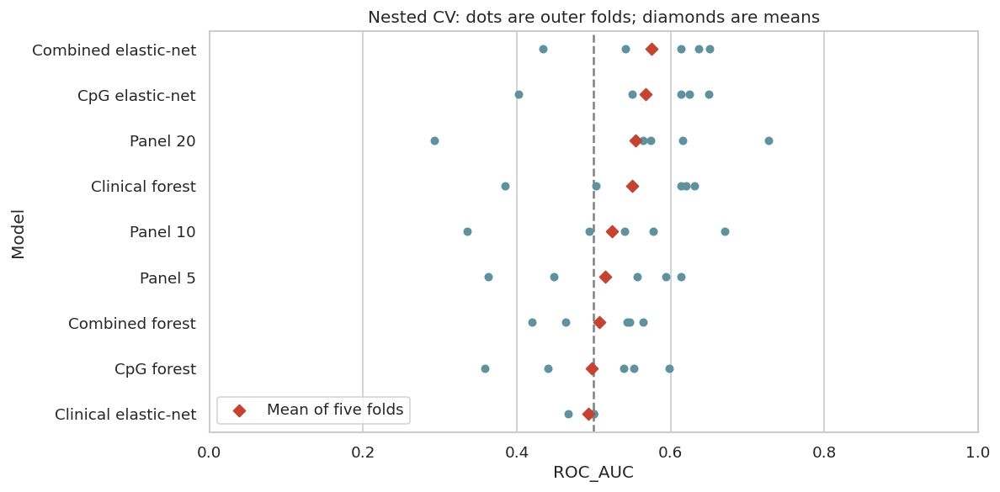 Nested CV: dots are outer folds; diamonds are means
Combined elastic-net
CpG elastic-net
Panel 20
Clinical forest
Panel 10
Panel 5
Combined forest
CpG forest
Clinical elastic-net
Model
Mean of five folds
0.0 0.2 0.4 0.6 0.8 1.0
ROC_AUC